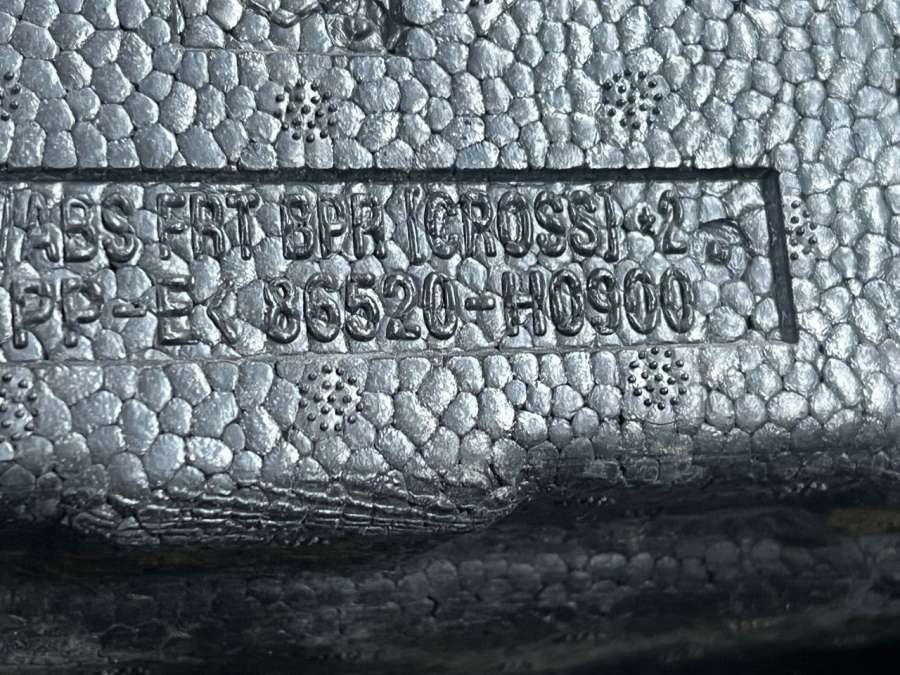 /ABS FRT BPR (CROSS) •2
PP-E< 86520-H0900